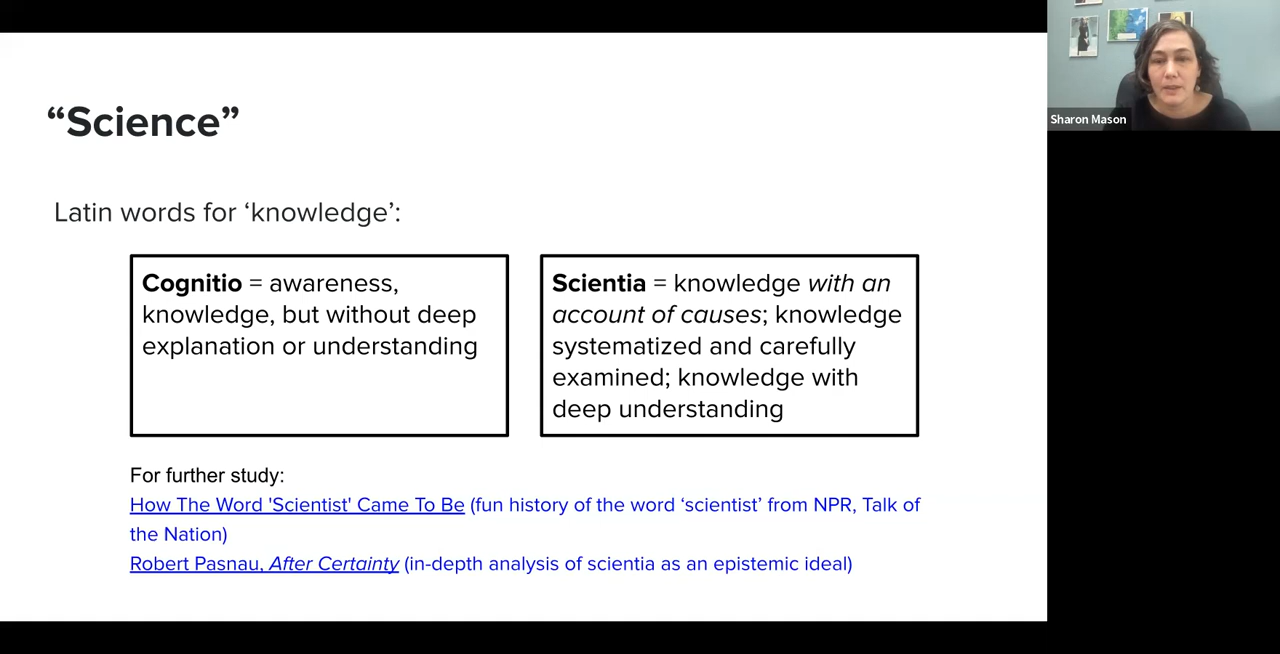 “Science”
Latin words for ‘knowledge’:
Cognitio = awareness,
knowledge, but without deep
explanation or understanding
Scientia = knowledge with an
account of causes; knowledge
systematized and carefully
examined; knowledge with
deep understanding
For further study:
How The Word 'Scientist' Came To Be (fun history of the word ‘scientist’ from NPR, Talk of
the Nation)
Robert Pasnau, After Certainty (in-depth analysis of scientia as an epistemic ideal)
Sharon Mason